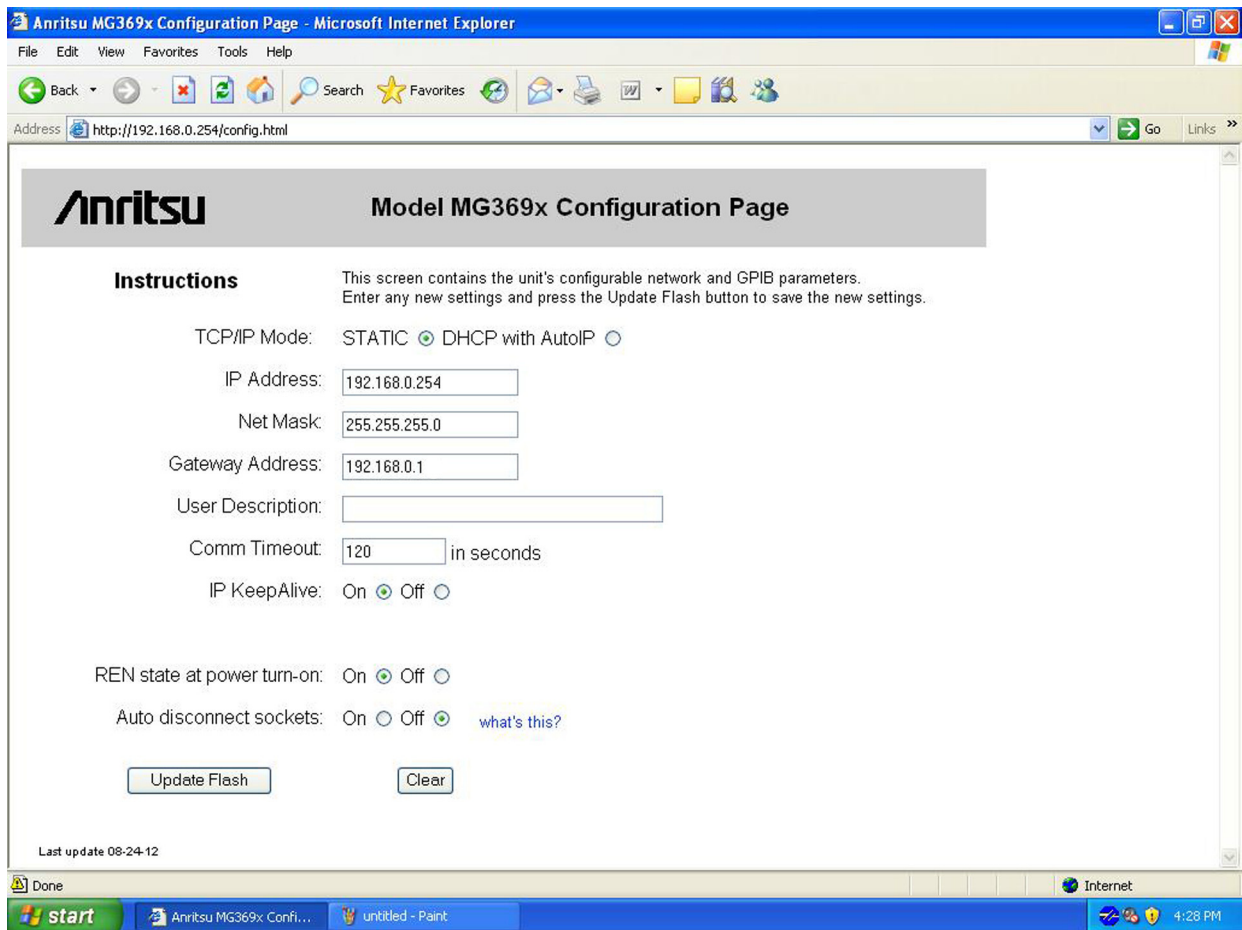 Anritsu MG369x Configuration Page - Microsoft Internet Explorer
File Edit View Favorites Tools Help
Back Search Favorites
Address http://192.168.0.254/config.html Go Links »
Anritsu Model MG369x Configuration Page
Instructions This screen contains the unit's configurable network and GPIB parameters.
Enter any new settings and press the Update Flash button to save the new settings.
TCP/IP Mode: STATIC DHCP with AutoIP
IP Address: 192.168.0.254
Net Mask: 255.255.255.0
Gateway Address: 192.168.0.1
User Description:
Comm Timeout: 120 in seconds
IP KeepAlive: On Off
REN state at power turn-on: On Off
Auto disconnect sockets: On Off what's this?
Update Flash Clear
Last update 08-24-12
Done Internet
start Anritsu MG369x Confi... untitled - Paint 4:28 PM